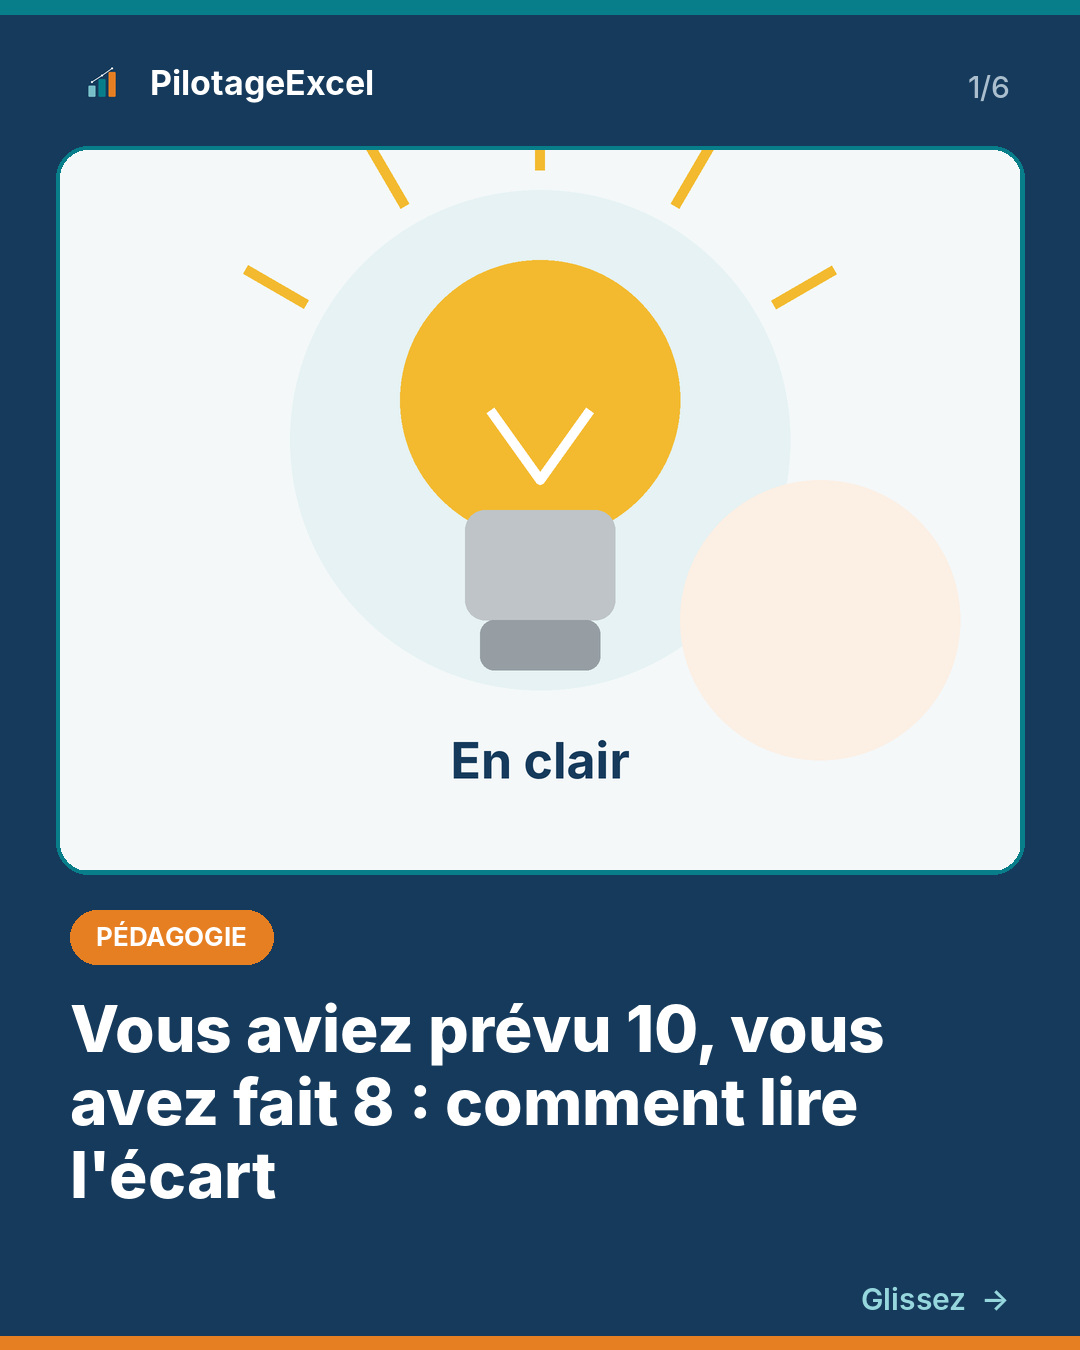 PilotageExcel
1/6
En clair
PÉDAGOGIE
Vous aviez prévu 10, vous
avez fait 8 : comment lire
l'écart
Glissez →